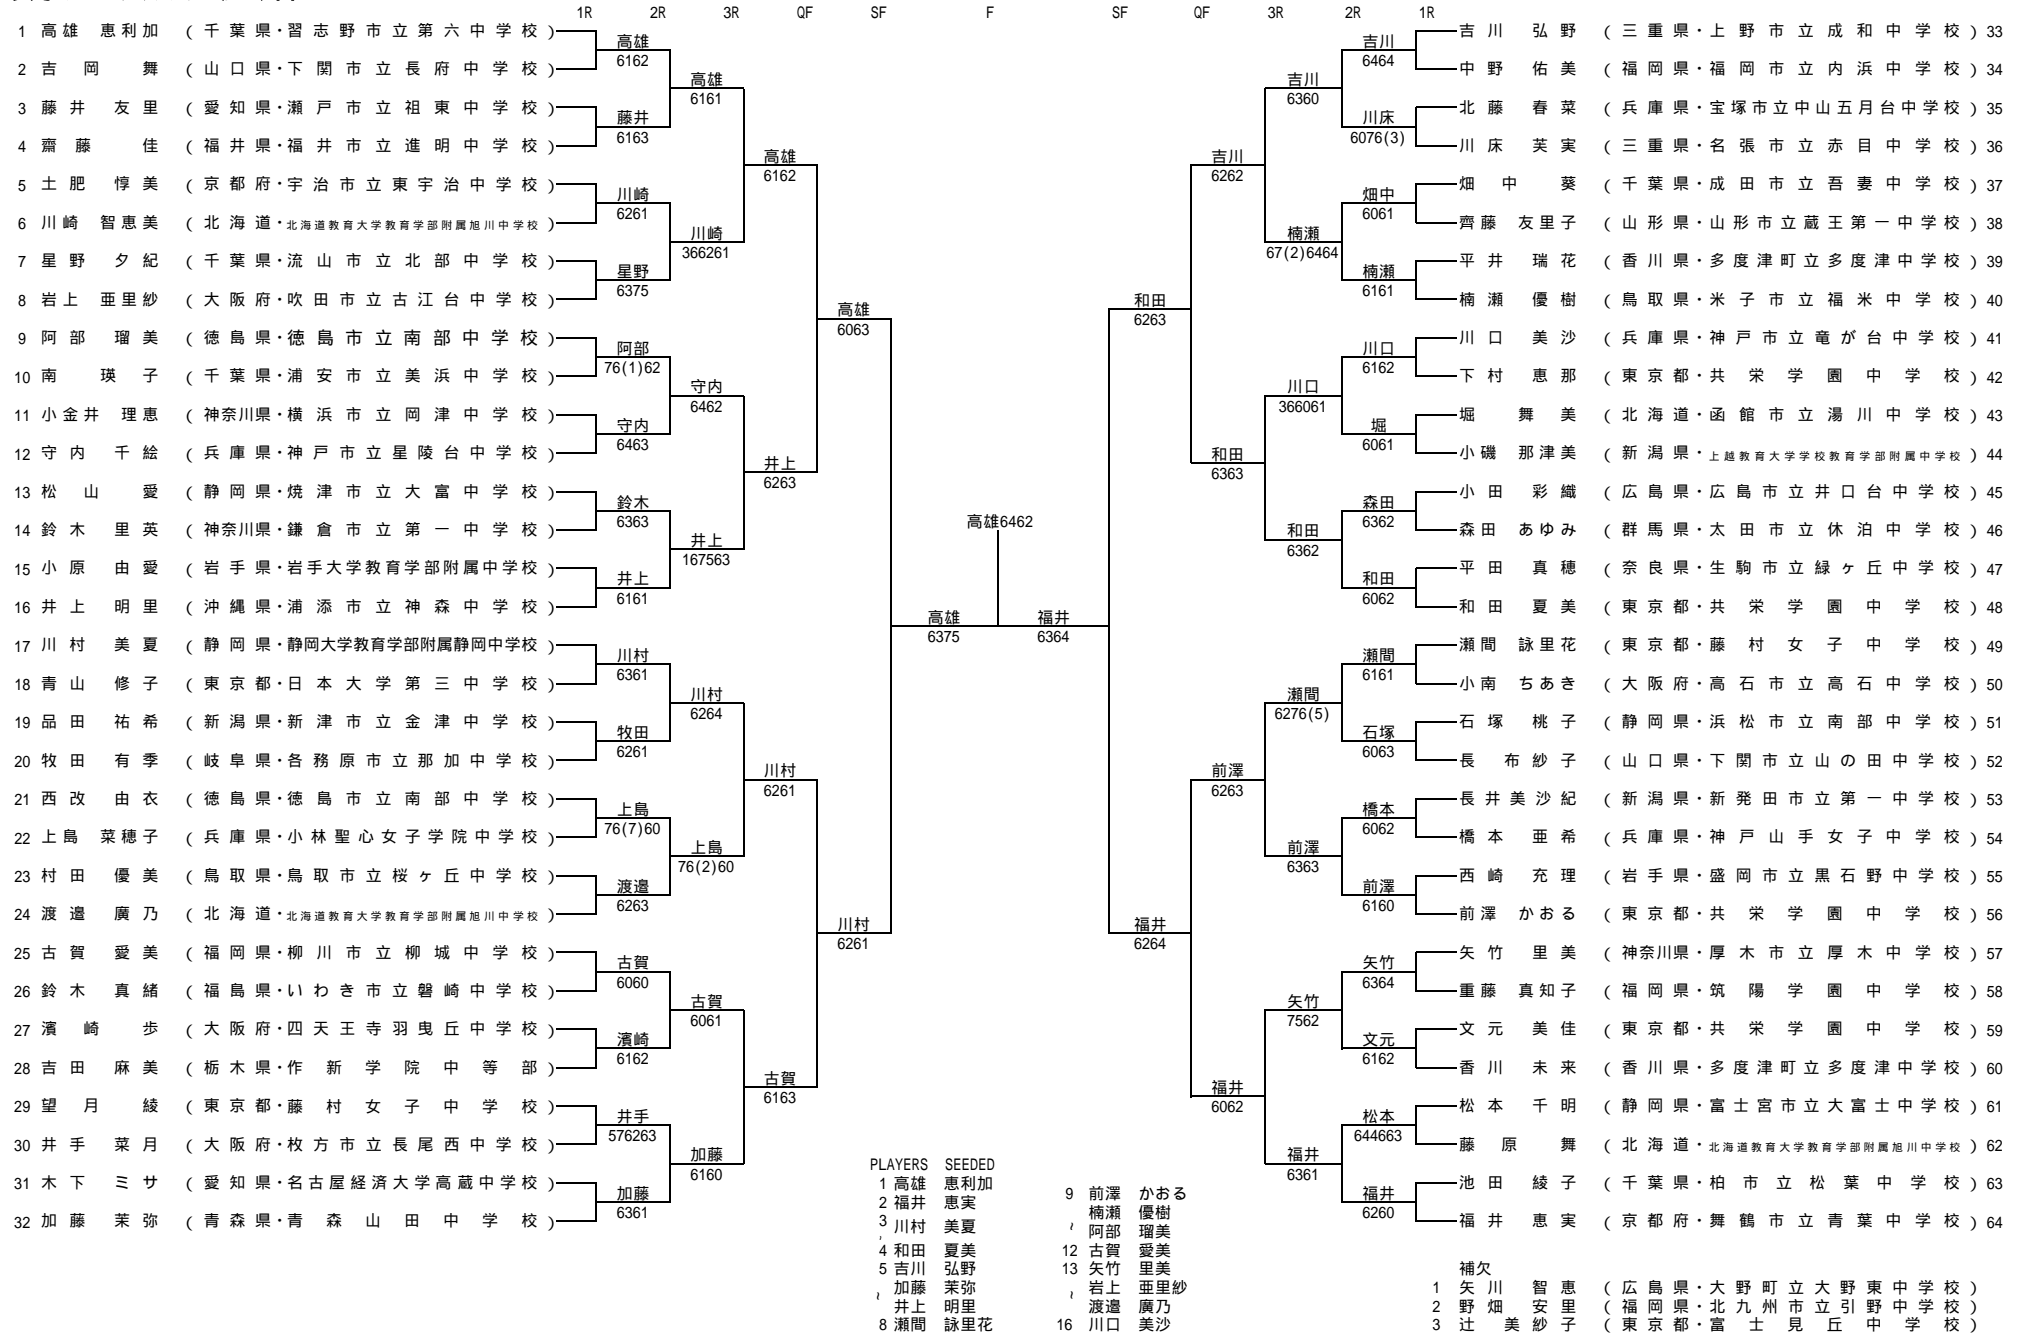 1R 2R 3R QF SF F SF QF 3R 2R 1R
1 高雄 恵利加 (千葉県・習志野市立第六中学校)
2 吉岡 舞 (山口県・下関市立長府中学校)
3 藤井 友里 (愛知県・瀬戸市立祖東中学校)
4 齋藤 佳 (福井県・福井市立進明中学校)
5 土肥 惇美 (京都府・宇治市立東宇治中学校)
6 川崎 智恵美 (北海道・北海道教育大学教育学部附属旭川中学校)
7 星野 夕紀 (千葉県・流山市立北部中学校)
8 岩上 亜里紗 (大阪府・吹田市立古江台中学校)
9 阿部 瑠美 (徳島県・徳島市立南部中学校)
10 南 瑛子 (千葉県・浦安市立美浜中学校)
11 小金井 理恵 (神奈川県・横浜市立岡津中学校)
12 守内 千絵 (兵庫県・神戸市立星陵台中学校)
13 松山 愛 (静岡県・焼津市立大富中学校)
14 鈴木 里英 (神奈川県・鎌倉市立第一中学校)
15 小原 由愛 (岩手県・岩手大学教育学部附属中学校)
16 井上 明里 (沖縄県・浦添市立神森中学校)
17 川村 美夏 (静岡県・静岡大学教育学部附属静岡中学校)
18 青山 修子 (東京都・日本大学第三中学校)
19 品田 祐希 (新潟県・新津市立金津中学校)
20 牧田 有季 (岐阜県・各務原市立那加中学校)
21 西改 由衣 (徳島県・徳島市立南部中学校)
22 上島 菜穂子 (兵庫県・小林聖心女子学院中学校)
23 村田 優美 (鳥取県・鳥取市立桜ヶ丘中学校)
24 渡邉 廣乃 (北海道・北海道教育大学教育学部附属旭川中学校)
25 古賀 愛美 (福岡県・柳川市立柳城中学校)
26 鈴木 真緒 (福島県・いわき市立磐崎中学校)
27 濱崎 歩 (大阪府・四天王寺羽曳丘中学校)
28 吉田 麻美 (栃木県・作新学院中等部)
29 望月 綾 (東京都・藤村女子中学校)
30 井手 菜月 (大阪府・枚方市立長尾西中学校)
31 木下 ミサ (愛知県・名古屋経済大学高蔵中学校)
32 加藤 茉弥 (青森県・青森山田中学校)
高雄
6162
藤井
6163
川崎
6261
星野
6375
阿部
76(1)62
守内
6463
鈴木
6363
井上
6161
川村
6361
牧田
6261
上島
76(7)60
渡邉
6263
古賀
6060
濱崎
6162
井手
576263
加藤
6361
高雄
6161
川崎
366261
守内
6462
井上
167563
川村
6264
上島
76(2)60
古賀
6061
加藤
6160
高雄
6162
井上
6263
川村
6261
古賀
6163
高雄
6063
川村
6261
高雄
6375
高雄6462
福井
6364
和田
6263
福井
6264
吉川
6262
和田
6363
前澤
6263
福井
6062
吉川
6360
楠瀬
67(2)6464
川口
366061
和田
6362
瀬間
6276(5)
前澤
6363
矢竹
7562
福井
6361
吉川
6464
川床
6076(3)
畑中
6061
楠瀬
6161
川口
6162
堀
6061
森田
6362
和田
6062
瀬間
6161
石塚
6063
橋本
6062
前澤
6160
矢竹
6364
文元
6162
松本
644663
福井
6260
吉川 弘野 (三重県・上野市立成和中学校) 33
中野 佑美 (福岡県・福岡市立内浜中学校) 34
北藤 春菜 (兵庫県・宝塚市立中山五月台中学校) 35
川床 芙実 (三重県・名張市立赤目中学校) 36
畑中 葵 (千葉県・成田市立吾妻中学校) 37
齊藤 友里子 (山形県・山形市立蔵王第一中学校) 38
平井 瑞花 (香川県・多度津町立多度津中学校) 39
楠瀬 優樹 (鳥取県・米子市立福米中学校) 40
川口 美沙 (兵庫県・神戸市立竜が台中学校) 41
下村 恵那 (東京都・共栄学園中学校) 42
堀 舞美 (北海道・函館市立湯川中学校) 43
小磯 那津美 (新潟県・上越教育大学学校教育学部附属中学校) 44
小田 彩織 (広島県・広島市立井口台中学校) 45
森田 あゆみ (群馬県・太田市立休泊中学校) 46
平田 真穂 (奈良県・生駒市立緑ヶ丘中学校) 47
和田 夏美 (東京都・共栄学園中学校) 48
瀬間 詠里花 (東京都・藤村女子中学校) 49
小南 ちあき (大阪府・高石市立高石中学校) 50
石塚 桃子 (静岡県・浜松市立南部中学校) 51
長 布紗子 (山口県・下関市立山の田中学校) 52
長井美沙紀 (新潟県・新発田市立第一中学校) 53
橋本 亜希 (兵庫県・神戸山手女子中学校) 54
西崎 充理 (岩手県・盛岡市立黒石野中学校) 55
前澤 かおる (東京都・共栄学園中学校) 56
矢竹 里美 (神奈川県・厚木市立厚木中学校) 57
重藤 真知子 (福岡県・筑陽学園中学校) 58
文元 美佳 (東京都・共栄学園中学校) 59
香川 未来 (香川県・多度津町立多度津中学校) 60
松本 千明 (静岡県・富士宮市立大富士中学校) 61
藤原 舞 (北海道・北海道教育大学教育学部附属旭川中学校) 62
池田 綾子 (千葉県・柏市立松葉中学校) 63
福井 恵実 (京都府・舞鶴市立青葉中学校) 64
PLAYERS SEEDED
1 高雄 恵利加
2 福井 恵実
3 川村 美夏
4 和田 夏美
5 吉川 弘野
~ 加藤 茉弥
井上 明里
8 瀬間 詠里花
9 前澤 かおる
楠瀬 優樹
~ 阿部 瑠美
12 古賀 愛美
13 矢竹 里美
~ 岩上 亜里紗
渡邉 廣乃
16 川口 美沙
補欠
1 矢川 智恵 (広島県・大野町立大野東中学校)
2 野畑 安里 (福岡県・北九州市立引野中学校)
3 辻 美紗子 (東京都・富士見丘中学校)